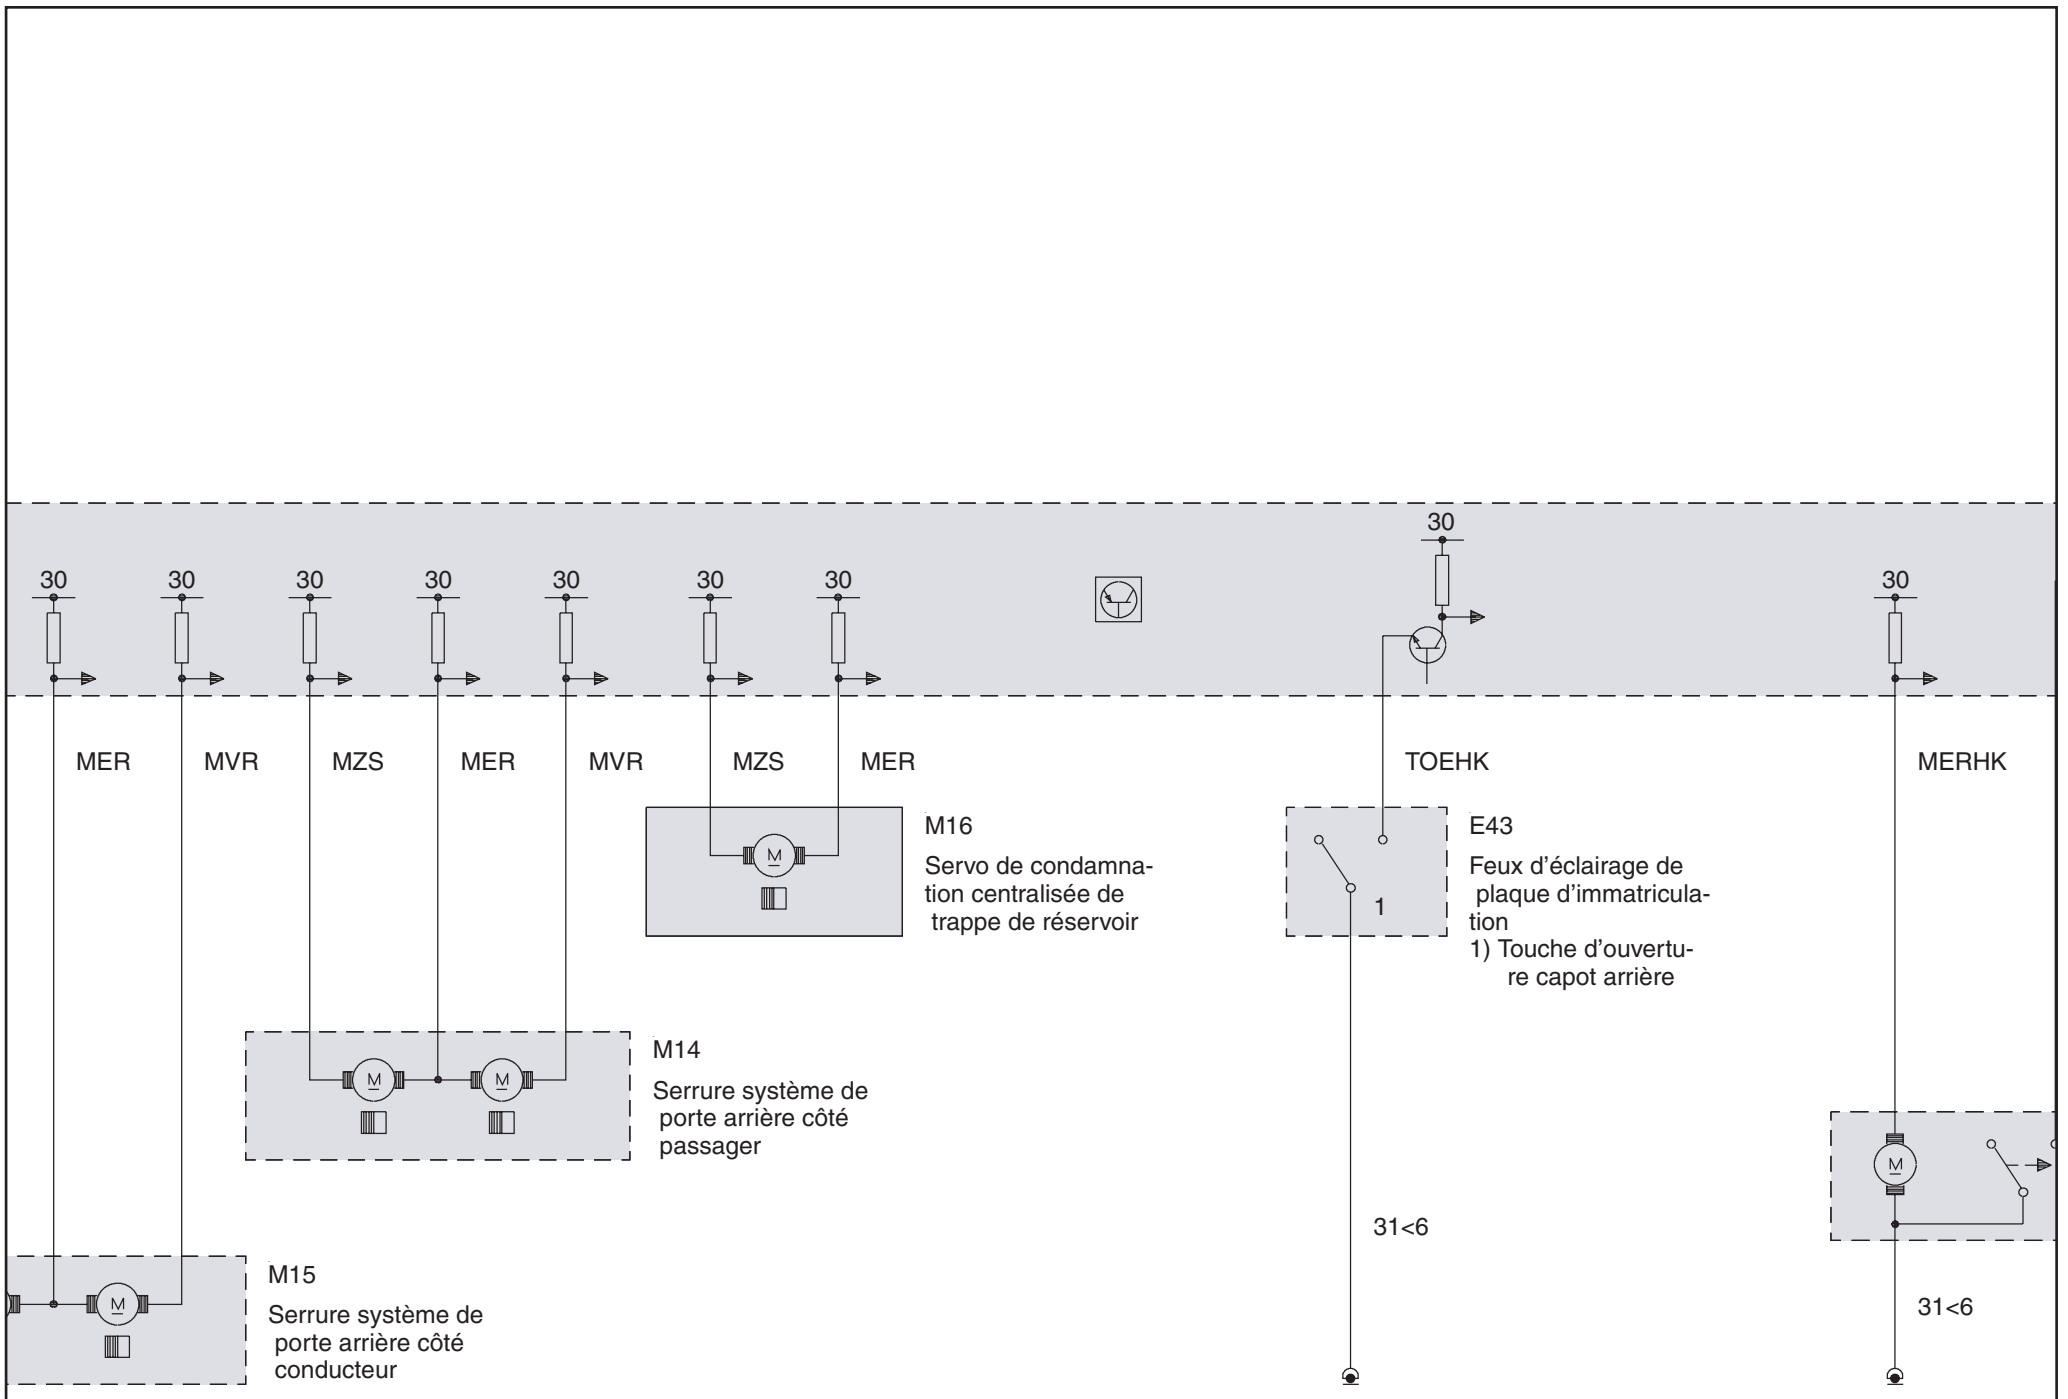 30
30 30 30 30 30 30 30 30
MER MVR MZS MER MVR MZS MER TOEHK MERHK
M16
Servo de condamna-
tion centralisée de
trappe de réservoir
M
E43
Feux d'éclairage de
plaque d'immatricula-
tion
1) Touche d'ouvertu-
re capot arrière
1
M14
Serrure système de
porte arrière côté
passager
M M
M
31<6
M15
Serrure système de
porte arrière côté
conducteur
M
31<6